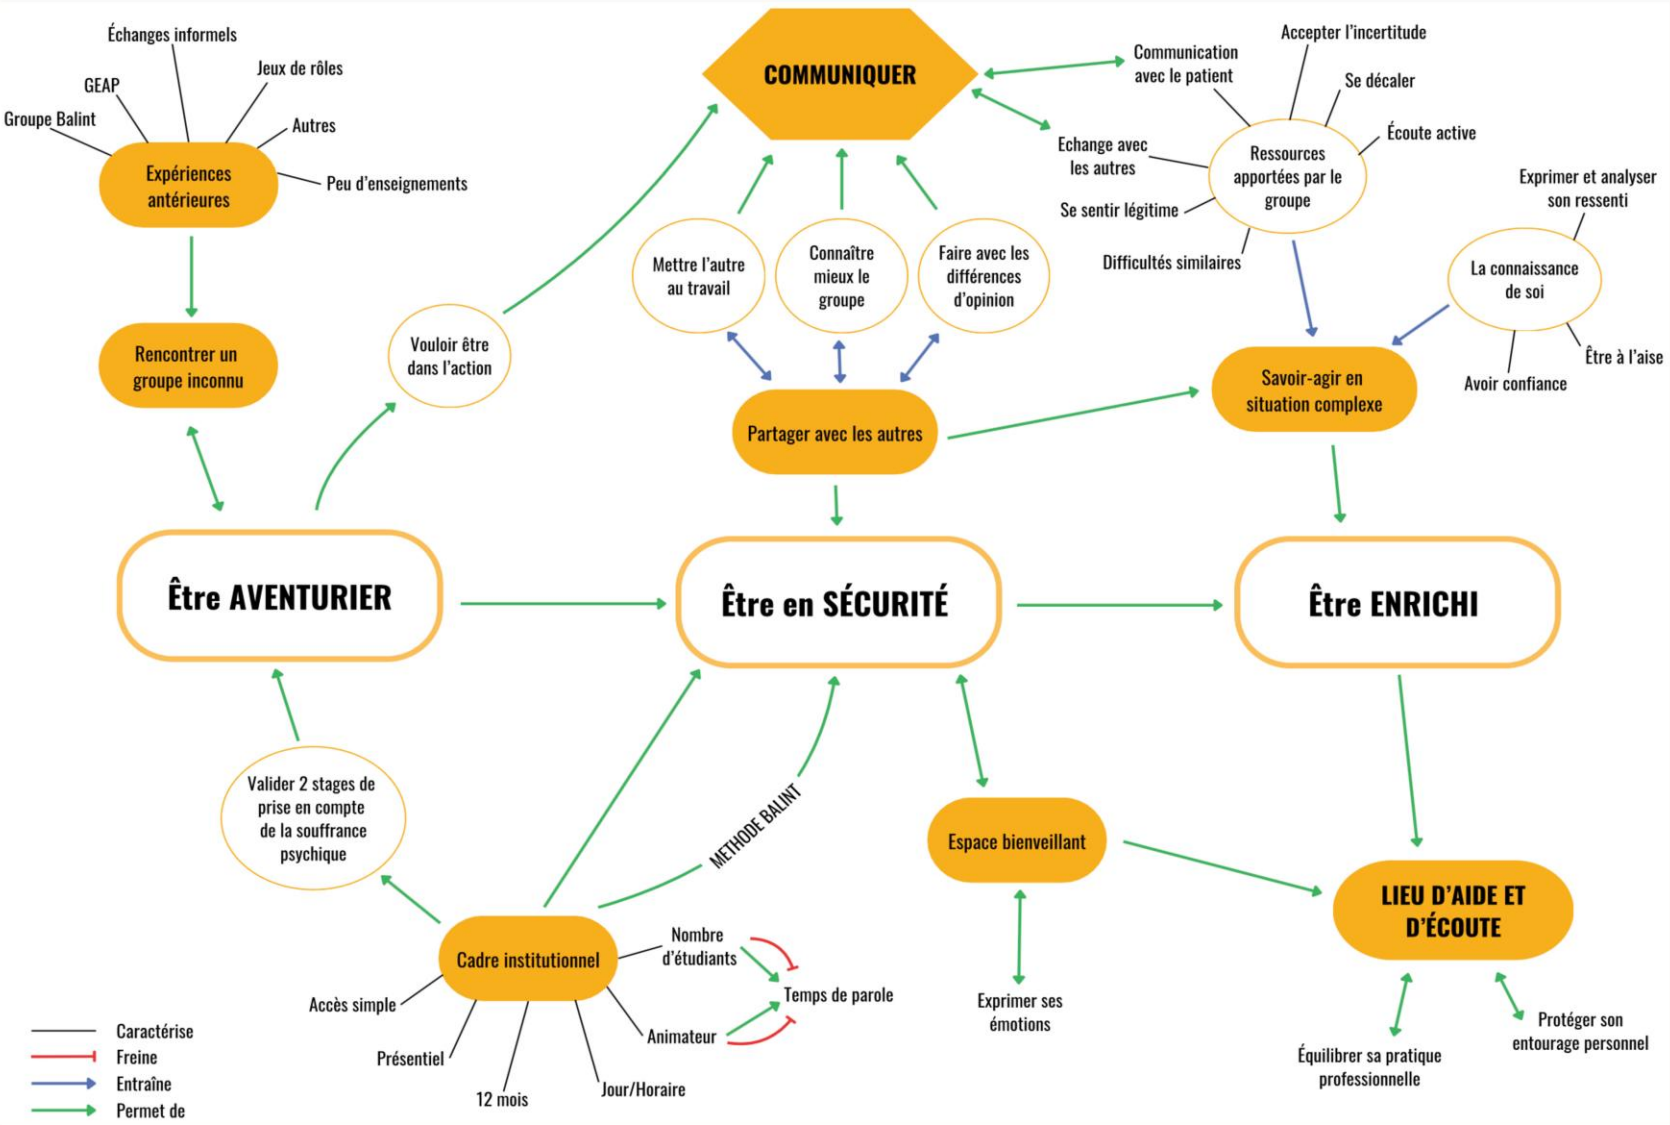 Échanges informels
GEAP
Jeux de rôles
Groupe Balint
Autres
Expériences
antérieures
Peu d'enseignements
Rencontrer un
groupe inconnu
Vouloir être
dans l'action
COMMUNIQUER
Mettre l'autre
au travail
Connaître
mieux le
groupe
Faire avec les
différences
d'opinion
Partager avec les autres
Communication
avec le patient
Accepter l'incertitude
Se décaler
Écoute active
Echange avec
les autres
Ressources
apportées par le
groupe
Se sentir légitime
Difficultés similaires
Exprimer et analyser
son ressenti
La connaissance
de soi
Être à l'aise
Avoir confiance
Savoir-agir en
situation complexe
Être AVENTURIER
Être en SÉCURITÉ
Être ENRICHI
Valider 2 stages de
prise en compte
de la souffrance
psychique
METHODE BALINT
Espace bienveillant
Exprimer ses
émotions
LIEU D'AIDE ET
D'ÉCOUTE
Équilibrer sa pratique
professionnelle
Protéger son
entourage personnel
Cadre institutionnel
Nombre
d'étudiants
Temps de parole
Animateur
Accès simple
Présentiel
12 mois
Jour/Horaire
Caractérise
Freine
Entraîne
Permet de